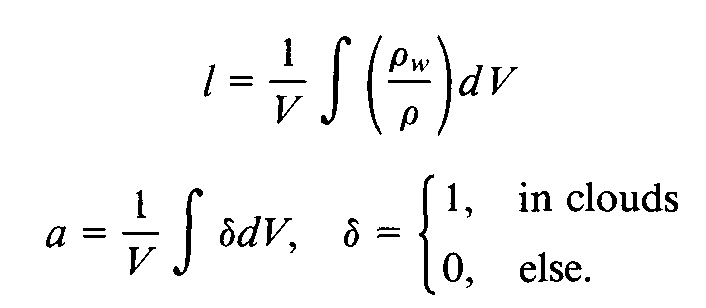 l = \frac{1}{V} \int \left( \frac{\rho_w}{\rho} \right) dV
a = \frac{1}{V} \int \delta dV, \quad \delta = \begin{cases} 1, & \text{in clouds} \\ 0, & \text{else.} \end{cases}